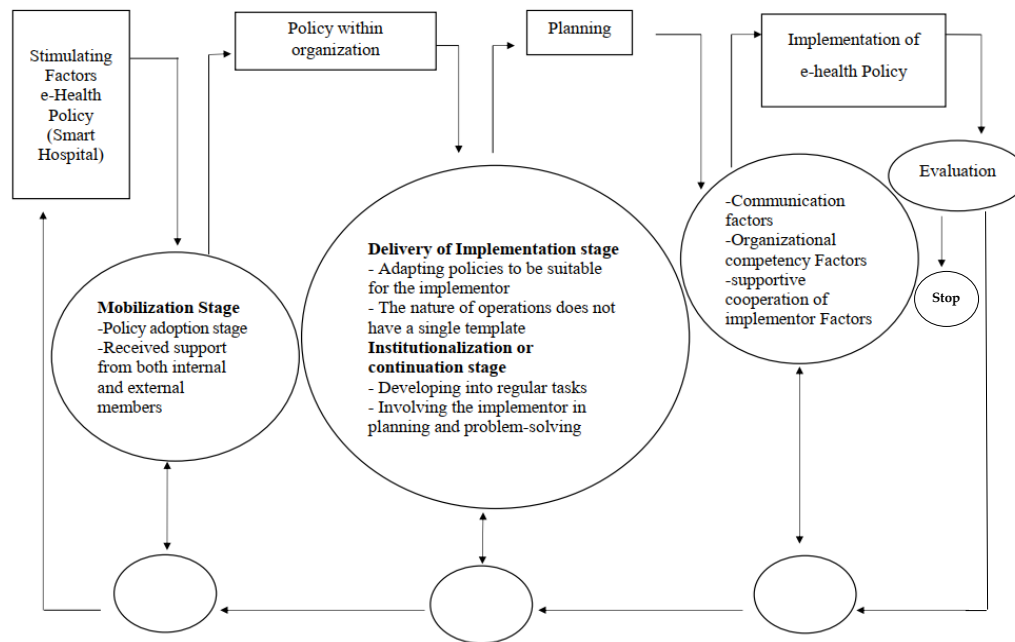 Stimulating
Factors
e-Health
Policy
(Smart
Hospital)
Policy within
organization
Planning
Implementation of
e-health Policy
Evaluation
Stop
Mobilization Stage
-Policy adoption stage
-Received support
from both internal
and external
members
Delivery of Implementation stage
- Adapting policies to be suitable
for the implementor
- The nature of operations does not
have a single template
Institutionalization or
continuation stage
- Developing into regular tasks
- Involving the implementor in
planning and problem-solving
-Communication
factors
-Organizational
competency Factors
-supportive
cooperation of
implementor Factors